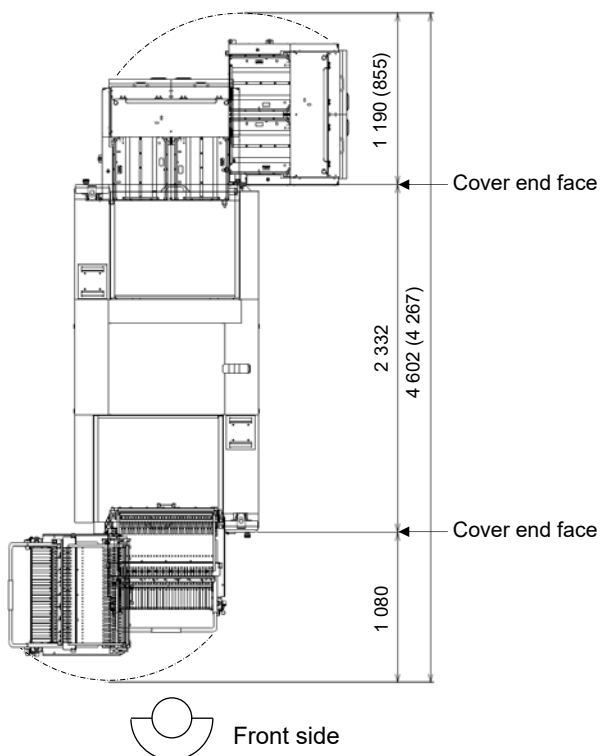 1 190 (855)
Cover end face
2 332
4 602 (4 267)
Cover end face
1 080
Front side